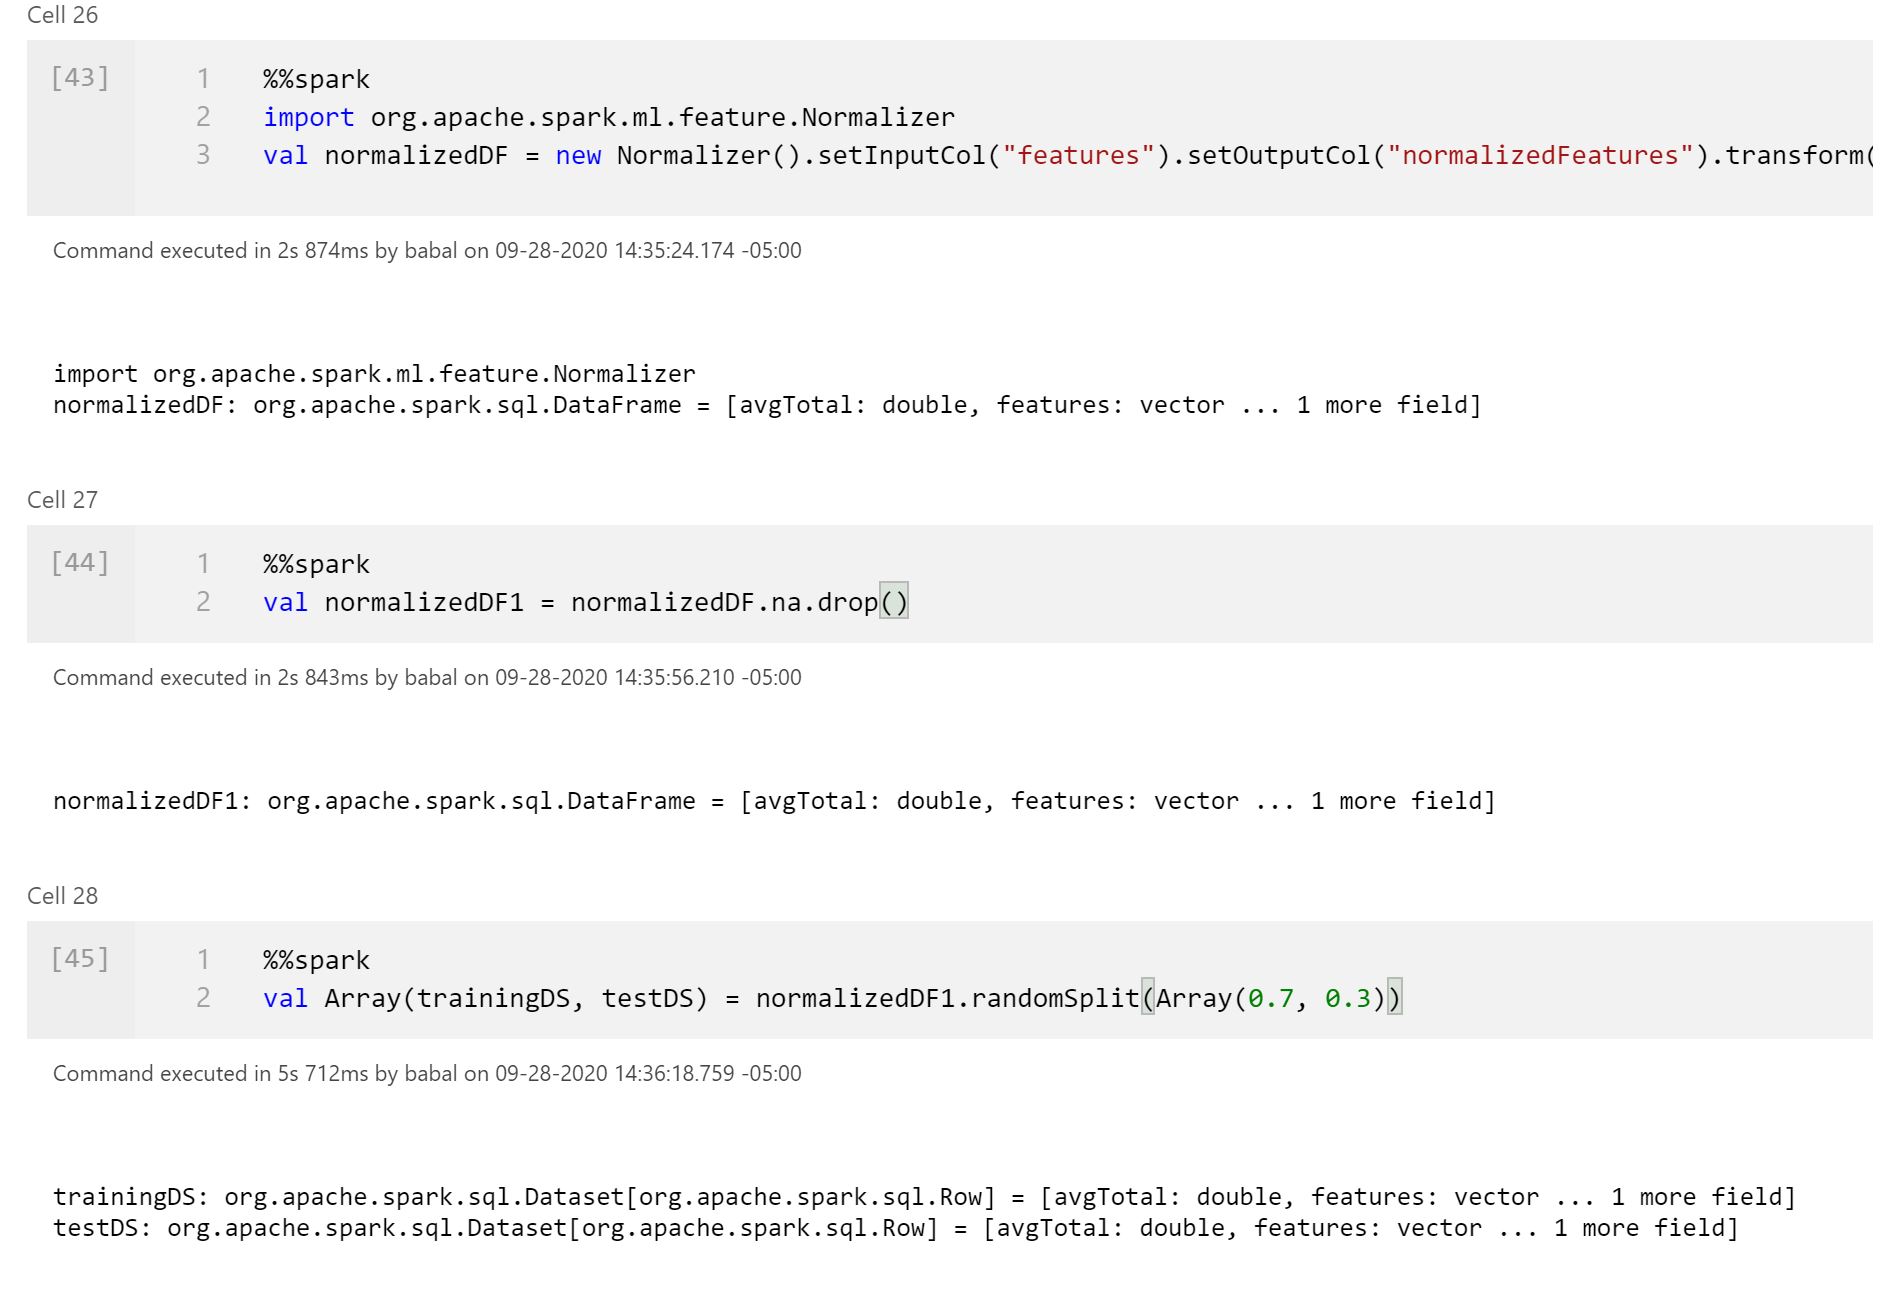 Cell 26
[43]
1 %%spark
2 import org.apache.spark.ml.feature.Normalizer
3 val normalizedDF = new Normalizer().setInputCol("features").setOutputCol("normalizedFeatures").transform(
Command executed in 2s 874ms by babal on 09-28-2020 14:35:24.174 -05:00
import org.apache.spark.ml.feature.Normalizer
normalizedDF: org.apache.spark.sql.DataFrame = [avgTotal: double, features: vector ... 1 more field]
Cell 27
[44]
1 %%spark
2 val normalizedDF1 = normalizedDF.na.drop()
Command executed in 2s 843ms by babal on 09-28-2020 14:35:56.210 -05:00
normalizedDF1: org.apache.spark.sql.DataFrame = [avgTotal: double, features: vector ... 1 more field]
Cell 28
[45]
1 %%spark
2 val Array(trainingDS, testDS) = normalizedDF1.randomSplit(Array(0.7, 0.3))
Command executed in 5s 712ms by babal on 09-28-2020 14:36:18.759 -05:00
trainingDS: org.apache.spark.sql.Dataset[org.apache.spark.sql.Row] = [avgTotal: double, features: vector ... 1 more field]
testDS: org.apache.spark.sql.Dataset[org.apache.spark.sql.Row] = [avgTotal: double, features: vector ... 1 more field]